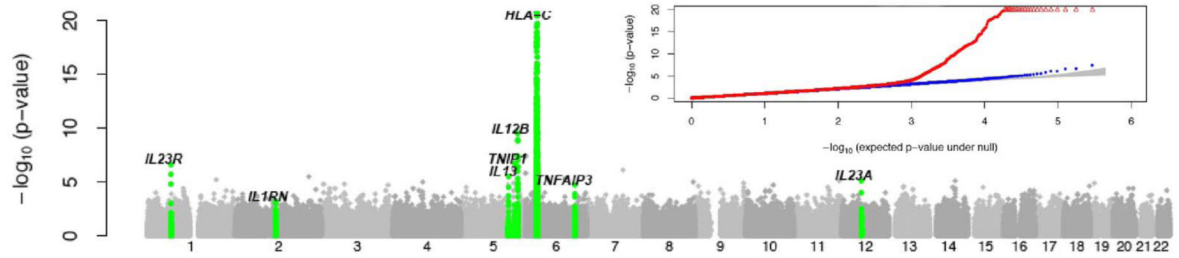 HLA−C
IL12B
IL23R
TNIP1
IL13
TNFAIP3
IL1RN
IL23A
−log10 (p−value)
20
15
10
5
0
1 2 3 4 5 6 7 8 9 10 11 12 13 14 15 16 17 18 19 20 21 22
−log10 (p−value)
20
15
10
5
0
0 1 2 3 4 5 6
−log10 (expected p−value under null)